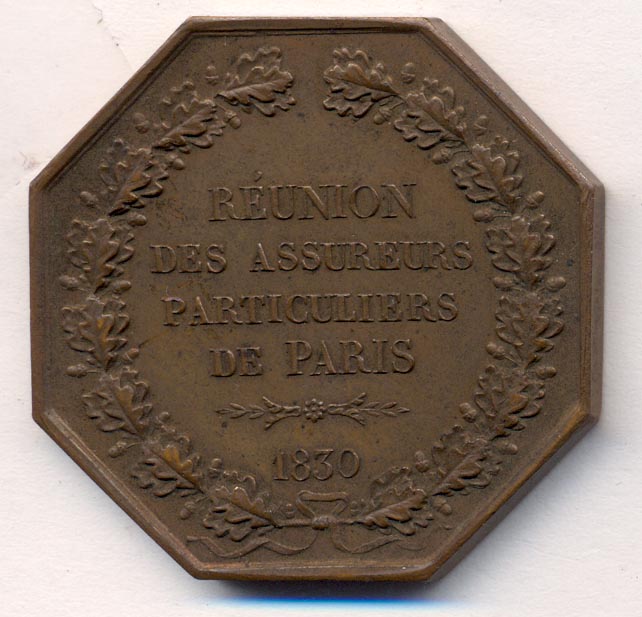 RÉUNION
DES ASSUREURS
PARTICULIERS
DE PARIS
1830